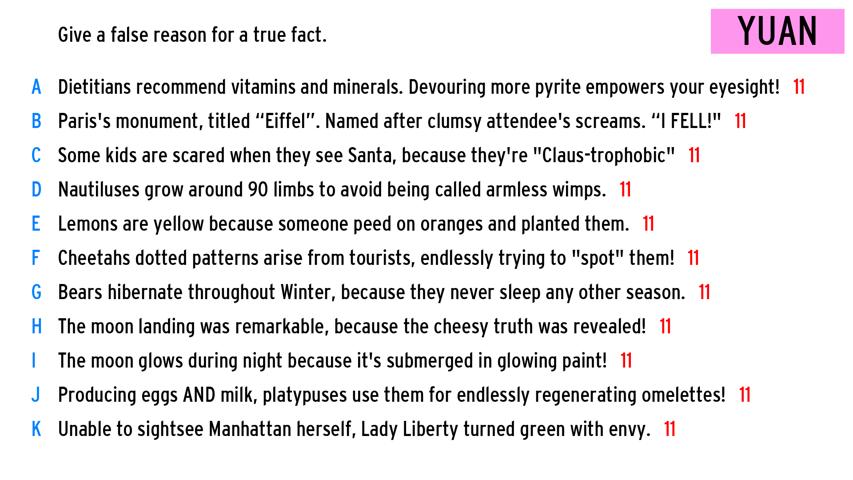 Give a false reason for a true fact.
YUAN
A Dietitians recommend vitamins and minerals. Devouring more pyrite empowers your eyesight! 11
B Paris's monument, titled “Eiffel”. Named after clumsy attendee's screams. “I FELL!" 11
C Some kids are scared when they see Santa, because they're "Claus-trophobic" 11
D Nautiluses grow around 90 limbs to avoid being called armless wimps. 11
E Lemons are yellow because someone peed on oranges and planted them. 11
F Cheetahs dotted patterns arise from tourists, endlessly trying to "spot" them! 11
G Bears hibernate throughout Winter, because they never sleep any other season. 11
H The moon landing was remarkable, because the cheesy truth was revealed! 11
I The moon glows during night because it's submerged in glowing paint! 11
J Producing eggs AND milk, platypuses use them for endlessly regenerating omelettes! 11
K Unable to sightsee Manhattan herself, Lady Liberty turned green with envy. 11